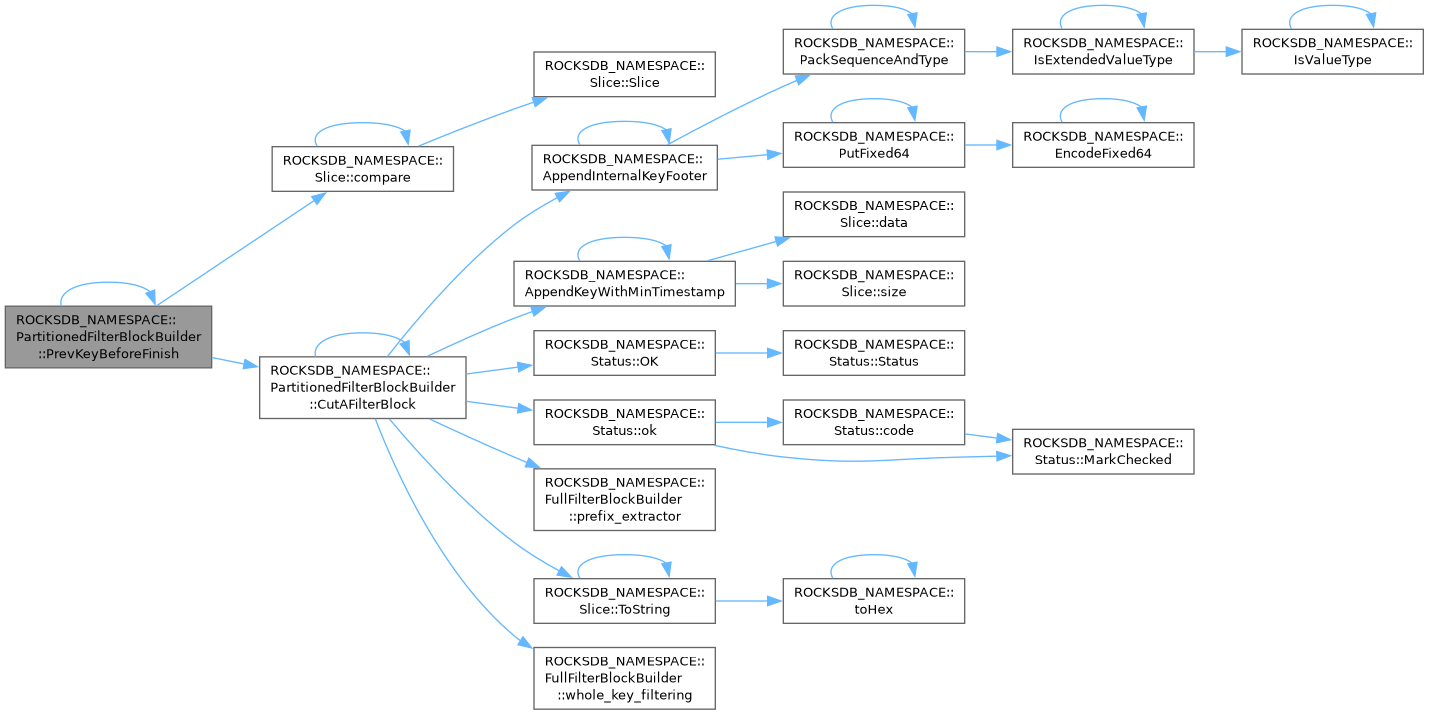 ROCKSDB_NAMESPACE::
PartitionedFilterBlockBuilder
::PrevKeyBeforeFinish
ROCKSDB_NAMESPACE::
Slice::compare
ROCKSDB_NAMESPACE::
Slice::Slice
ROCKSDB_NAMESPACE::
PartitionedFilterBlockBuilder
::CutAFilterBlock
ROCKSDB_NAMESPACE::
AppendInternalKeyFooter
ROCKSDB_NAMESPACE::
PackSequenceAndType
ROCKSDB_NAMESPACE::
IsExtendedValueType
ROCKSDB_NAMESPACE::
IsValueType
ROCKSDB_NAMESPACE::
PutFixed64
ROCKSDB_NAMESPACE::
EncodeFixed64
ROCKSDB_NAMESPACE::
AppendKeyWithMinTimestamp
ROCKSDB_NAMESPACE::
Slice::data
ROCKSDB_NAMESPACE::
Slice::size
ROCKSDB_NAMESPACE::
Status::OK
ROCKSDB_NAMESPACE::
Status::Status
ROCKSDB_NAMESPACE::
Status::ok
ROCKSDB_NAMESPACE::
Status::code
ROCKSDB_NAMESPACE::
Status::MarkChecked
ROCKSDB_NAMESPACE::
FullFilterBlockBuilder
::prefix_extractor
ROCKSDB_NAMESPACE::
Slice::ToString
ROCKSDB_NAMESPACE::
toHex
ROCKSDB_NAMESPACE::
FullFilterBlockBuilder
::whole_key_filtering